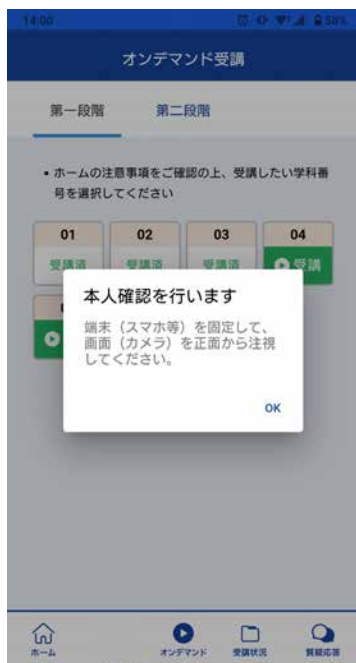 14:00
58%
オンデマンド受講
第一段階 第二段階
• ホームの注意事項をご確認の上、受講したい学科番
号を選択してください
01 02 03 04
受講済 受講済 受講済 受講
本人確認を行います
端末（スマホ等）を固定して、
画面（カメラ）を正面から注視
してください。
OK
ホーム オンデマンド 受講状況 質疑応答